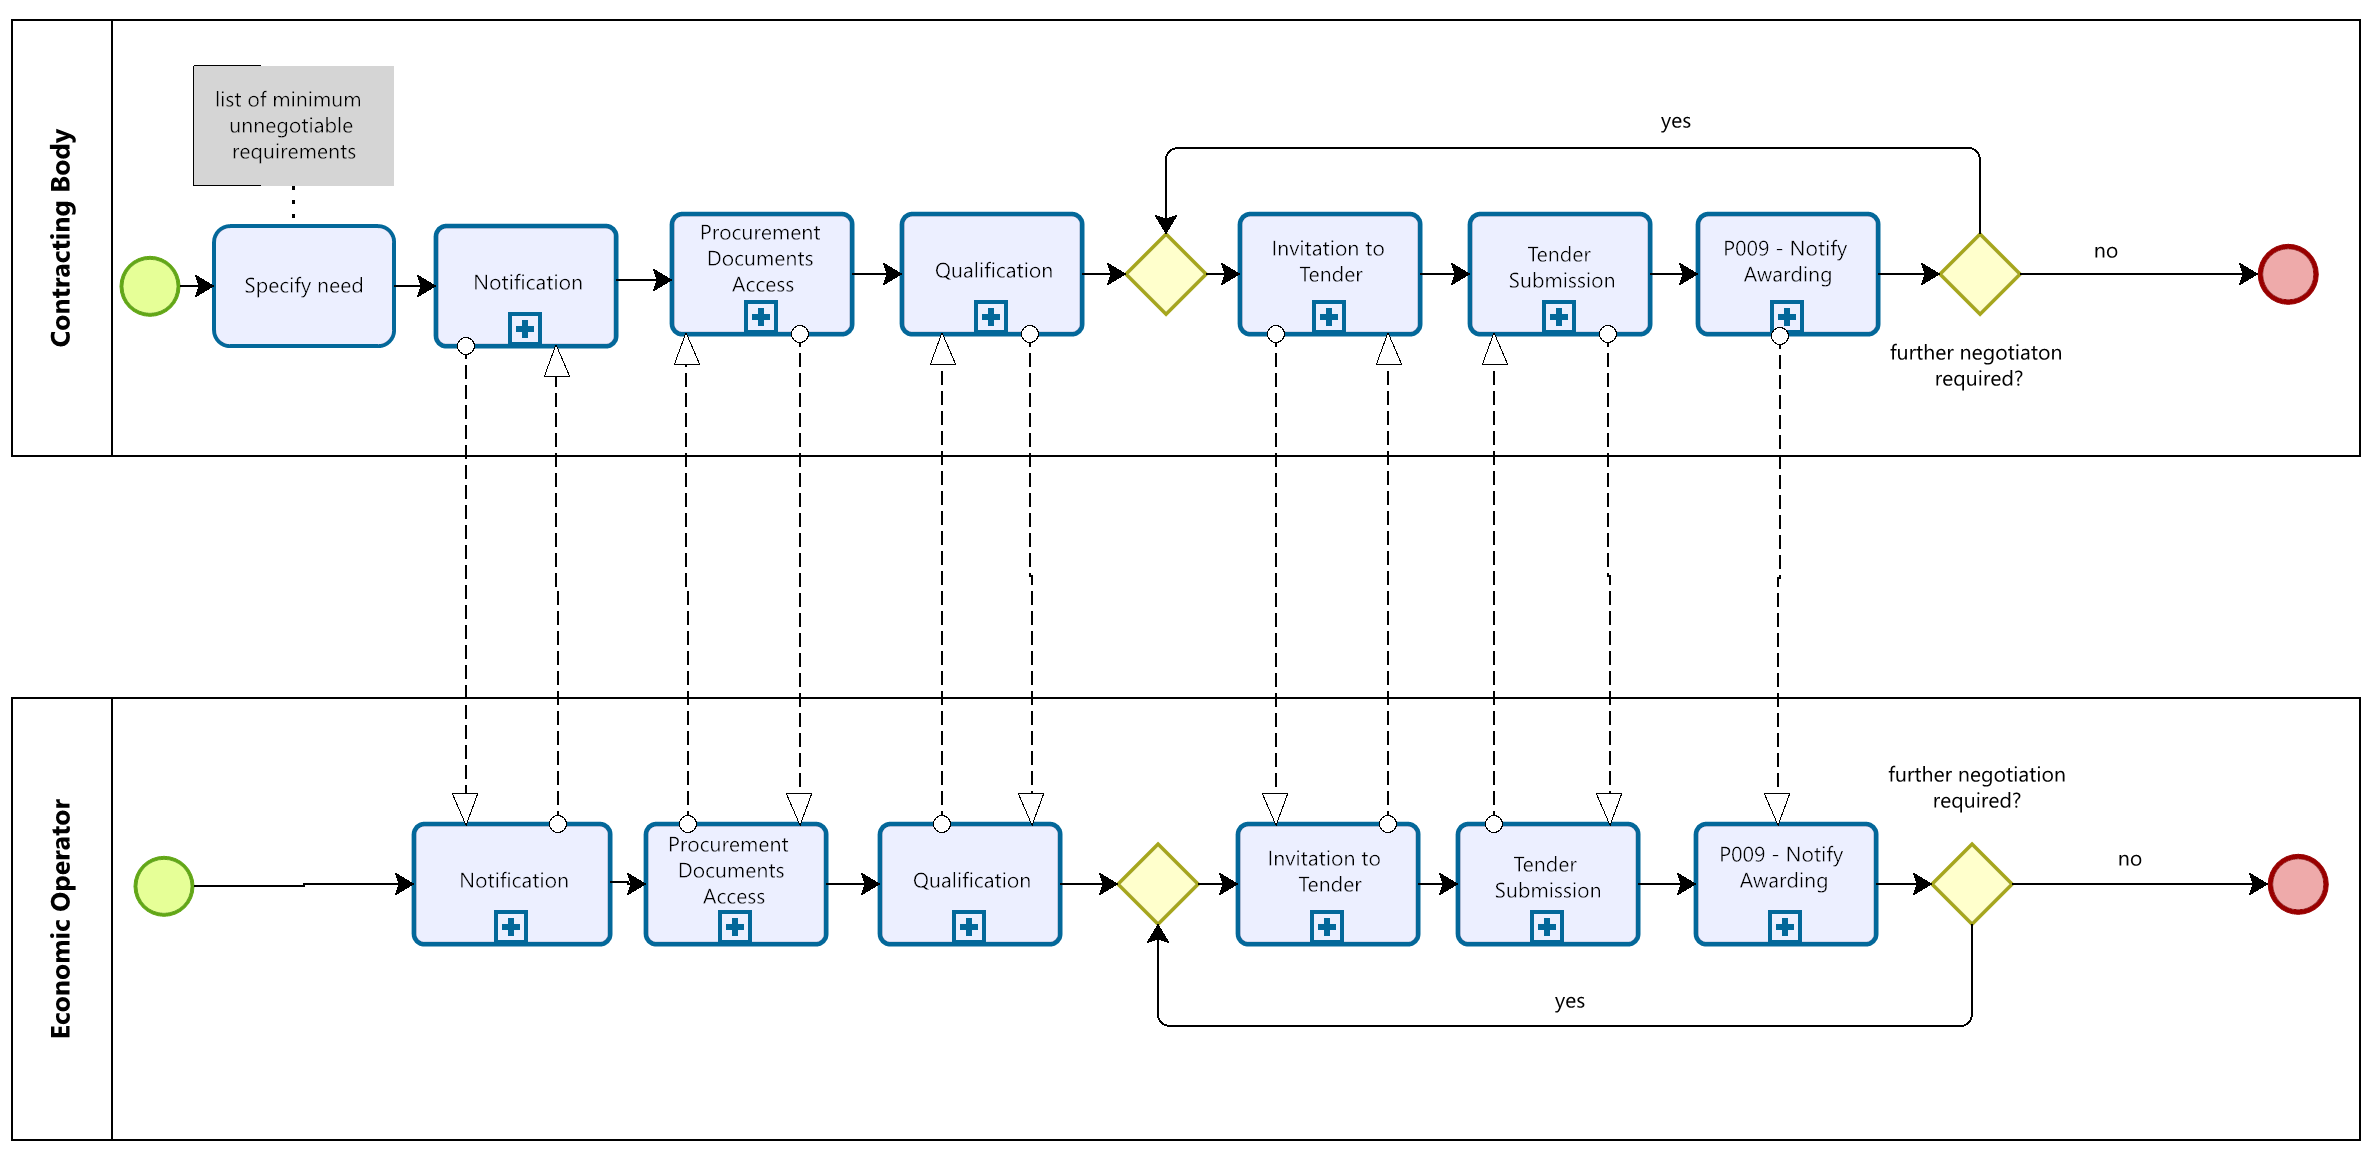 Contracting Body
list of minimum
unnegotiable
requirements
Specify need
Notification
Procurement
Documents
Access
Qualification
yes
Invitation to
Tender
Tender
Submission
P009 - Notify
Awarding
no
further negotiaton
required?
Economic Operator
Notification
Procurement
Documents
Access
Qualification
Invitation to
Tender
Tender
Submission
P009 - Notify
Awarding
further negotiation
required?
no
yes